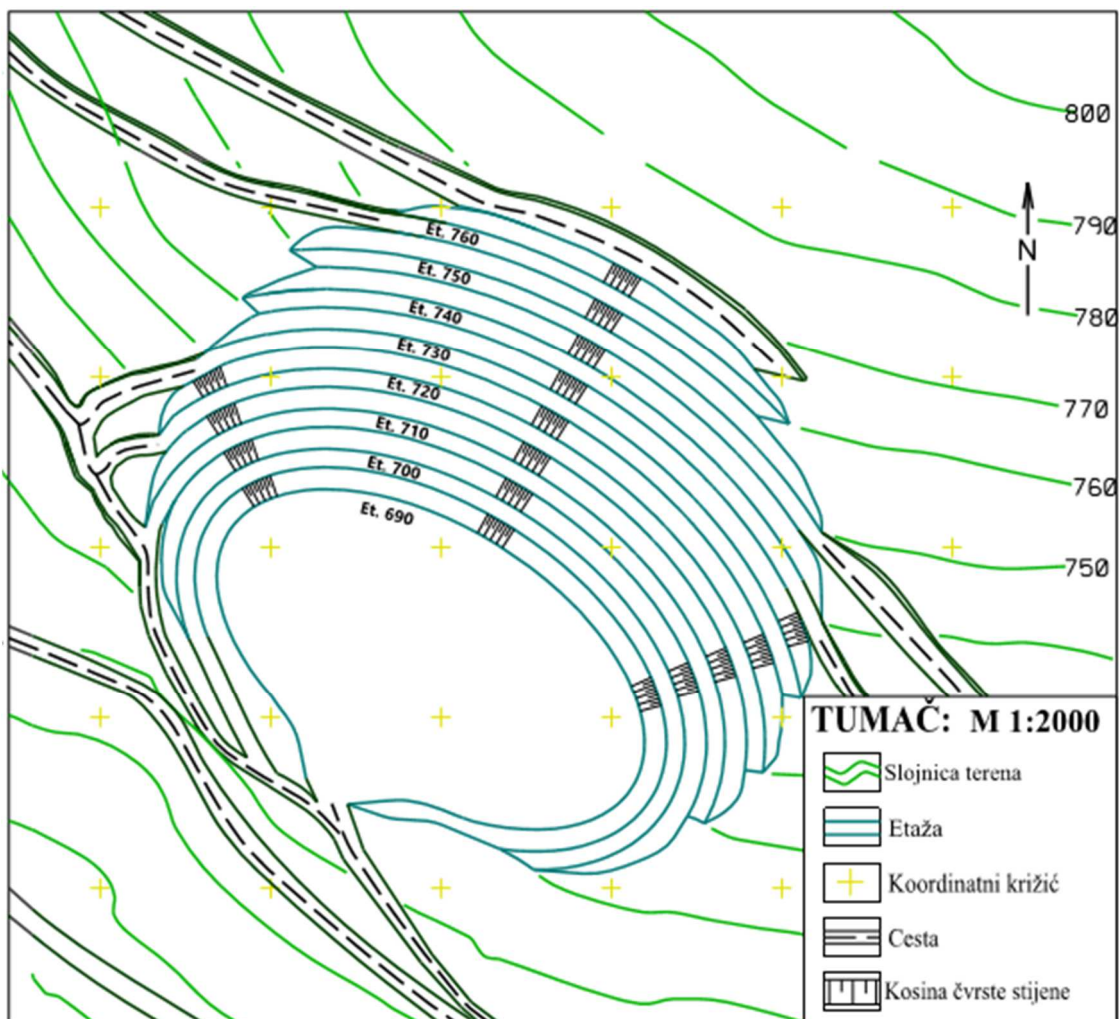 800
790
N
780
770
760
750
Et. 760
Et. 750
Et. 740
Et. 730
Et. 720
Et. 710
Et. 700
Et. 690
TUMAČ: M 1:2000
Slojnica terena
Etaža
Koordinatni križić
Cesta
Kosina čvrste stijene